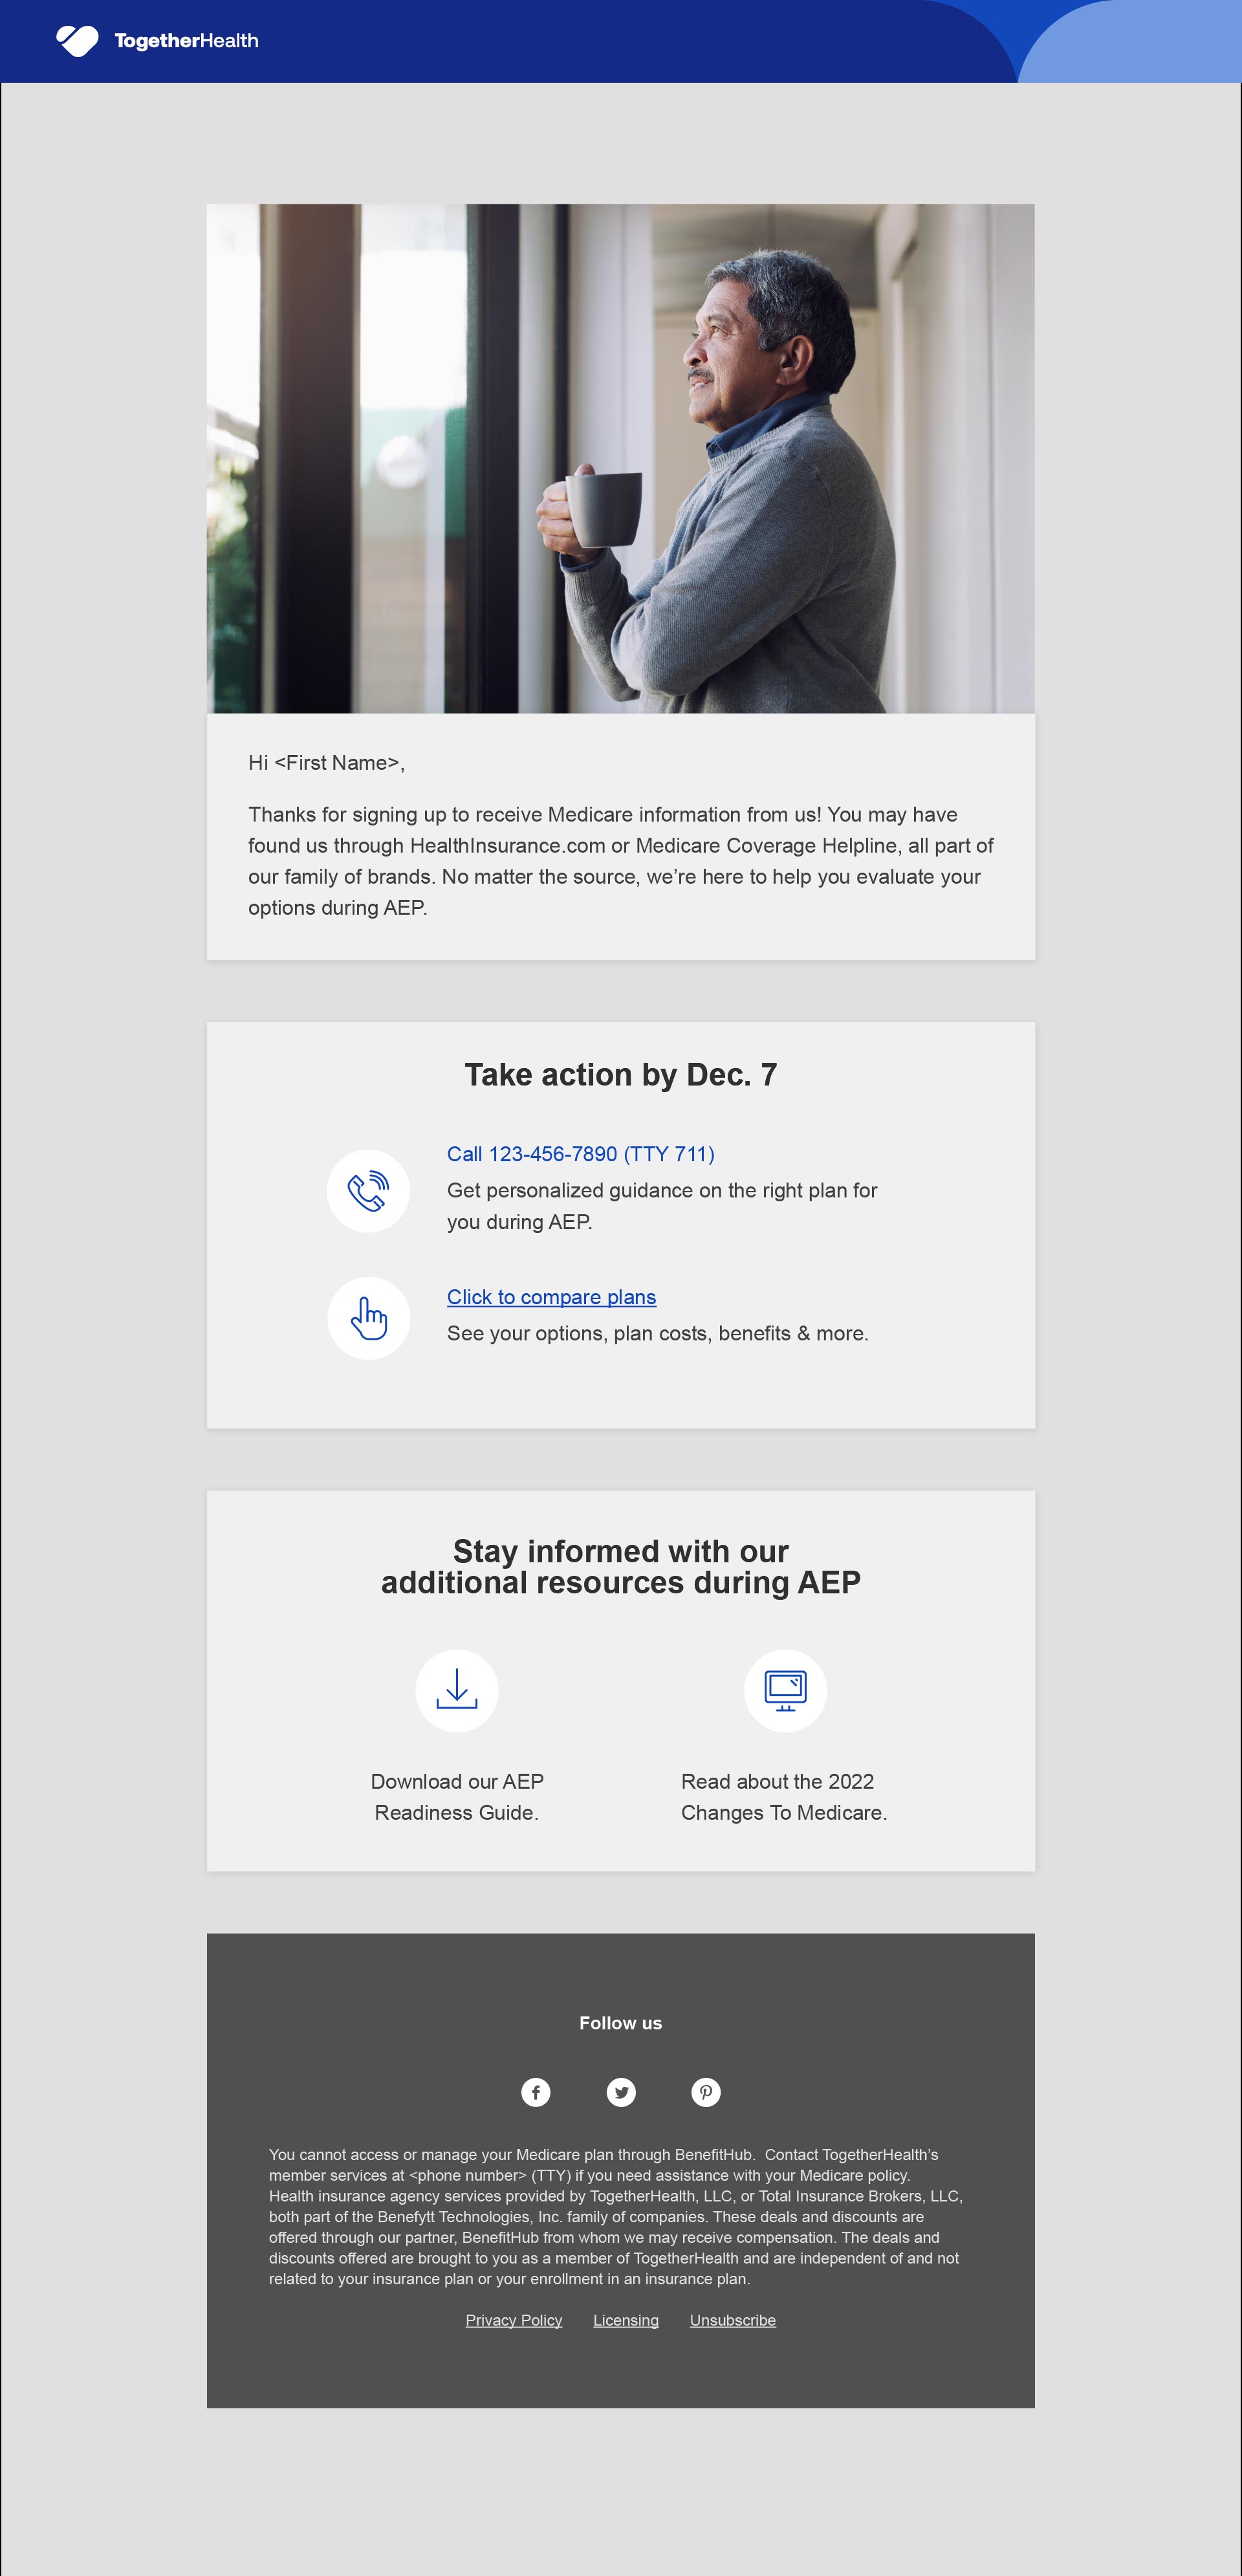 TogetherHealth
Hi <First Name>,
Thanks for signing up to receive Medicare information from us! You may have
found us through HealthInsurance.com or Medicare Coverage Helpline, all part of
our family of brands. No matter the source, we’re here to help you evaluate your
options during AEP.
Take action by Dec. 7
Call 123-456-7890 (TTY 711)
Get personalized guidance on the right plan for
you during AEP.
Click to compare plans
See your options, plan costs, benefits & more.
Stay informed with our
additional resources during AEP
Download our AEP
Readiness Guide.
Read about the 2022
Changes To Medicare.
Follow us
You cannot access or manage your Medicare plan through BenefitHub.  Contact TogetherHealth’s
member services at <phone number> (TTY) if you need assistance with your Medicare policy.
Health insurance agency services provided by TogetherHealth, LLC, or Total Insurance Brokers, LLC,
both part of the Benefytt Technologies, Inc. family of companies. These deals and discounts are
offered through our partner, BenefitHub from whom we may receive compensation. The deals and
discounts offered are brought to you as a member of TogetherHealth and are independent of and not
related to your insurance plan or your enrollment in an insurance plan.
Privacy Policy Licensing Unsubscribe